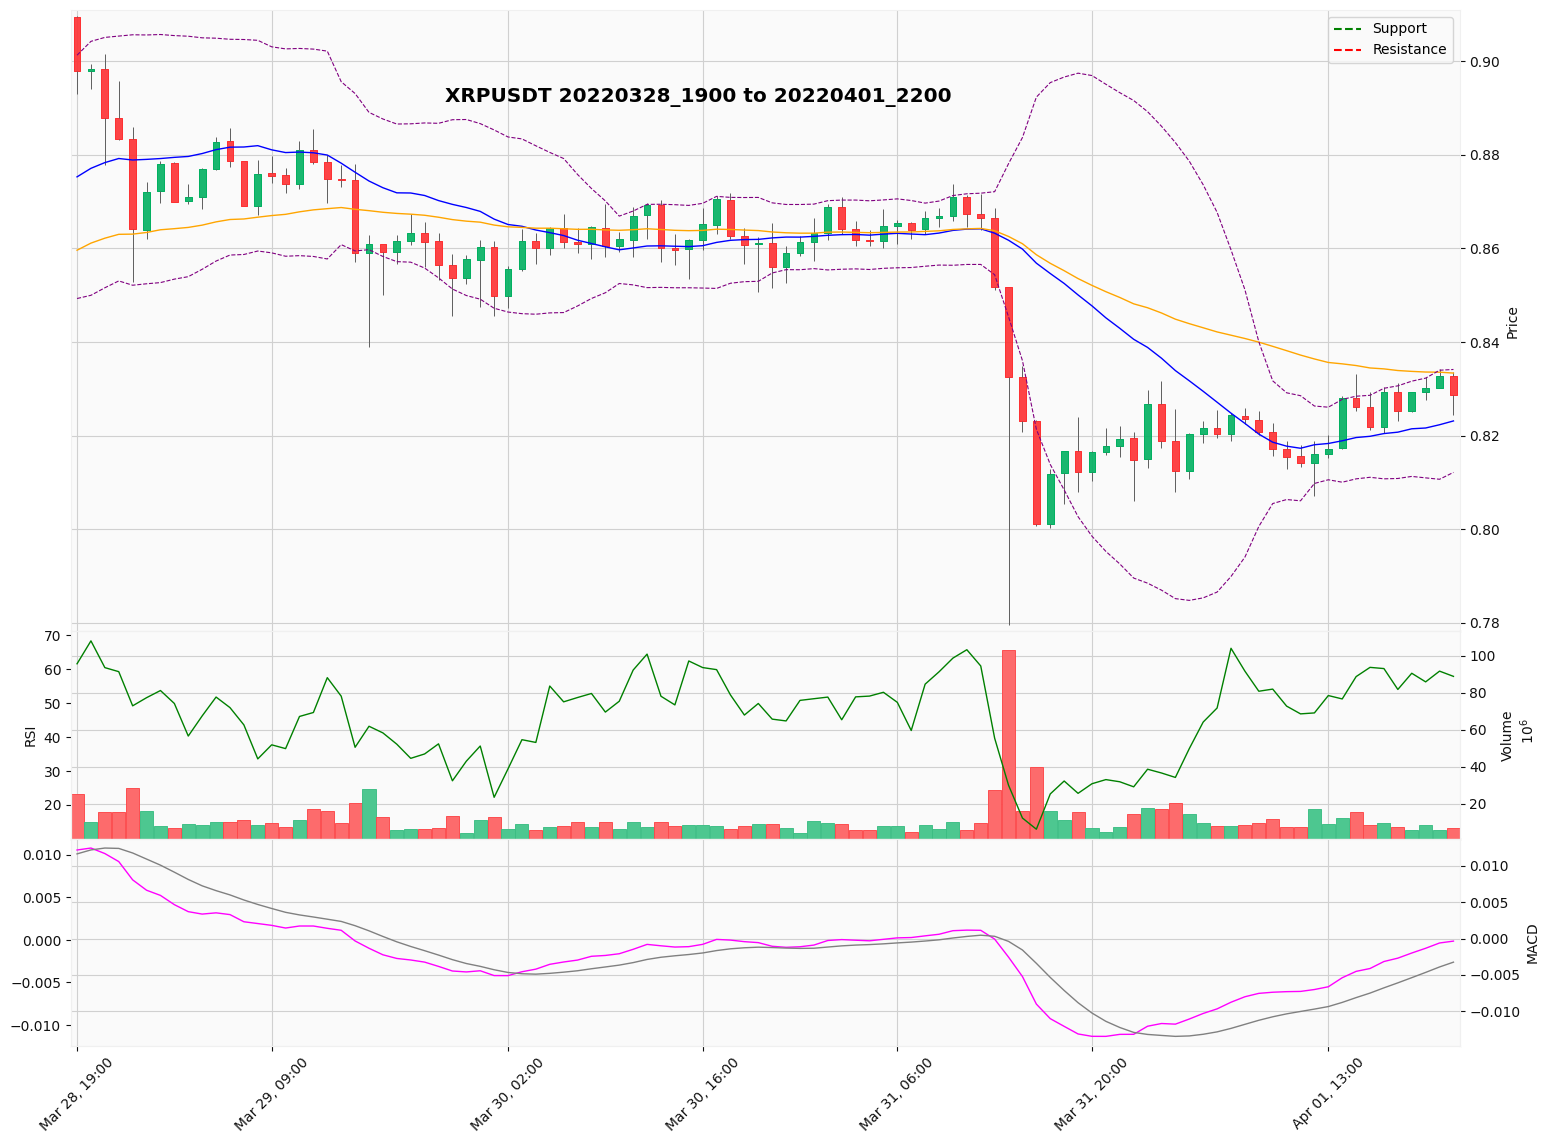 XRPUSDT 20220328_1900 to 20220401_2200
Support
Resistance
0.90
0.88
0.86
0.84
0.82
0.80
0.78
Price
70
60
50
40
30
20
RSI
100
80
60
40
20
Volume
10⁶
0.010
0.005
0.000
−0.005
−0.010
0.010
0.005
0.000
−0.005
−0.010
MACD
Mar 28, 19:00
Mar 29, 09:00
Mar 30, 02:00
Mar 30, 16:00
Mar 31, 06:00
Mar 31, 20:00
Apr 01, 13:00